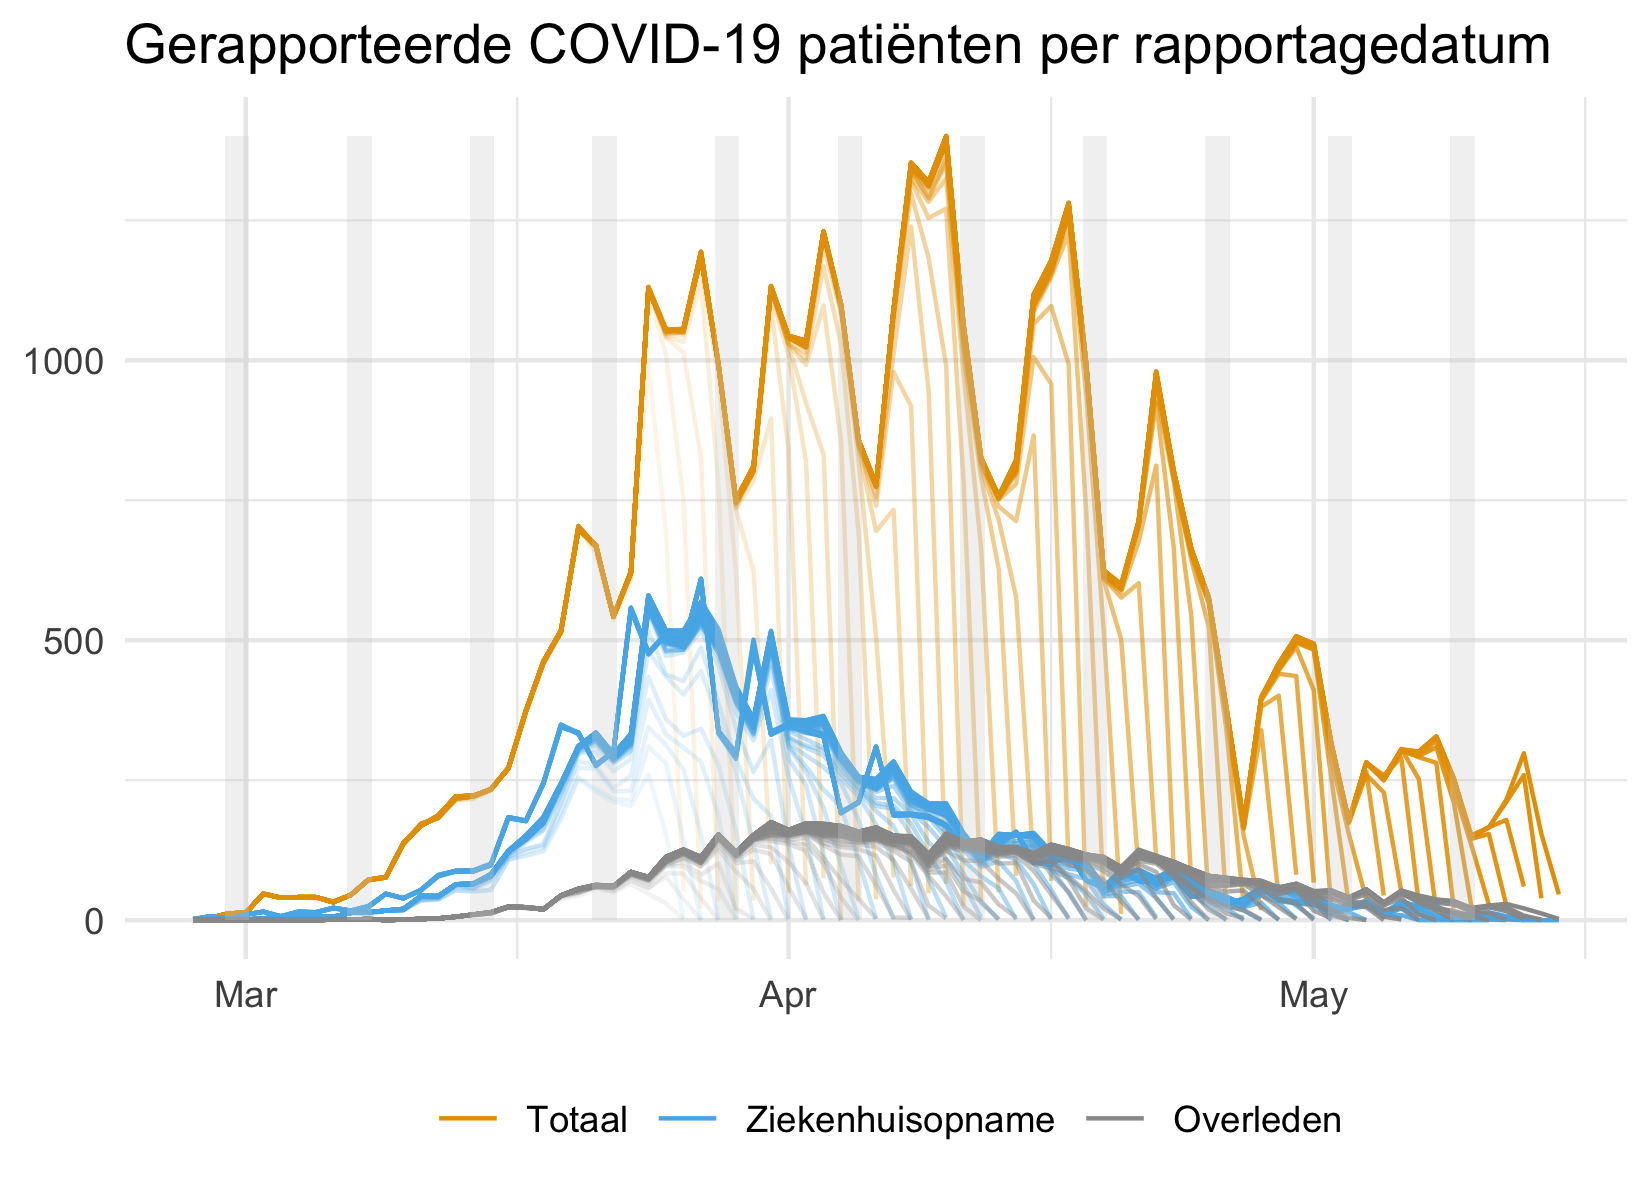 Gerapporteerde COVID-19 patiënten per rapportagedatum
1000
500
0
Mar Apr May
Totaal Ziekenhuisopname Overleden